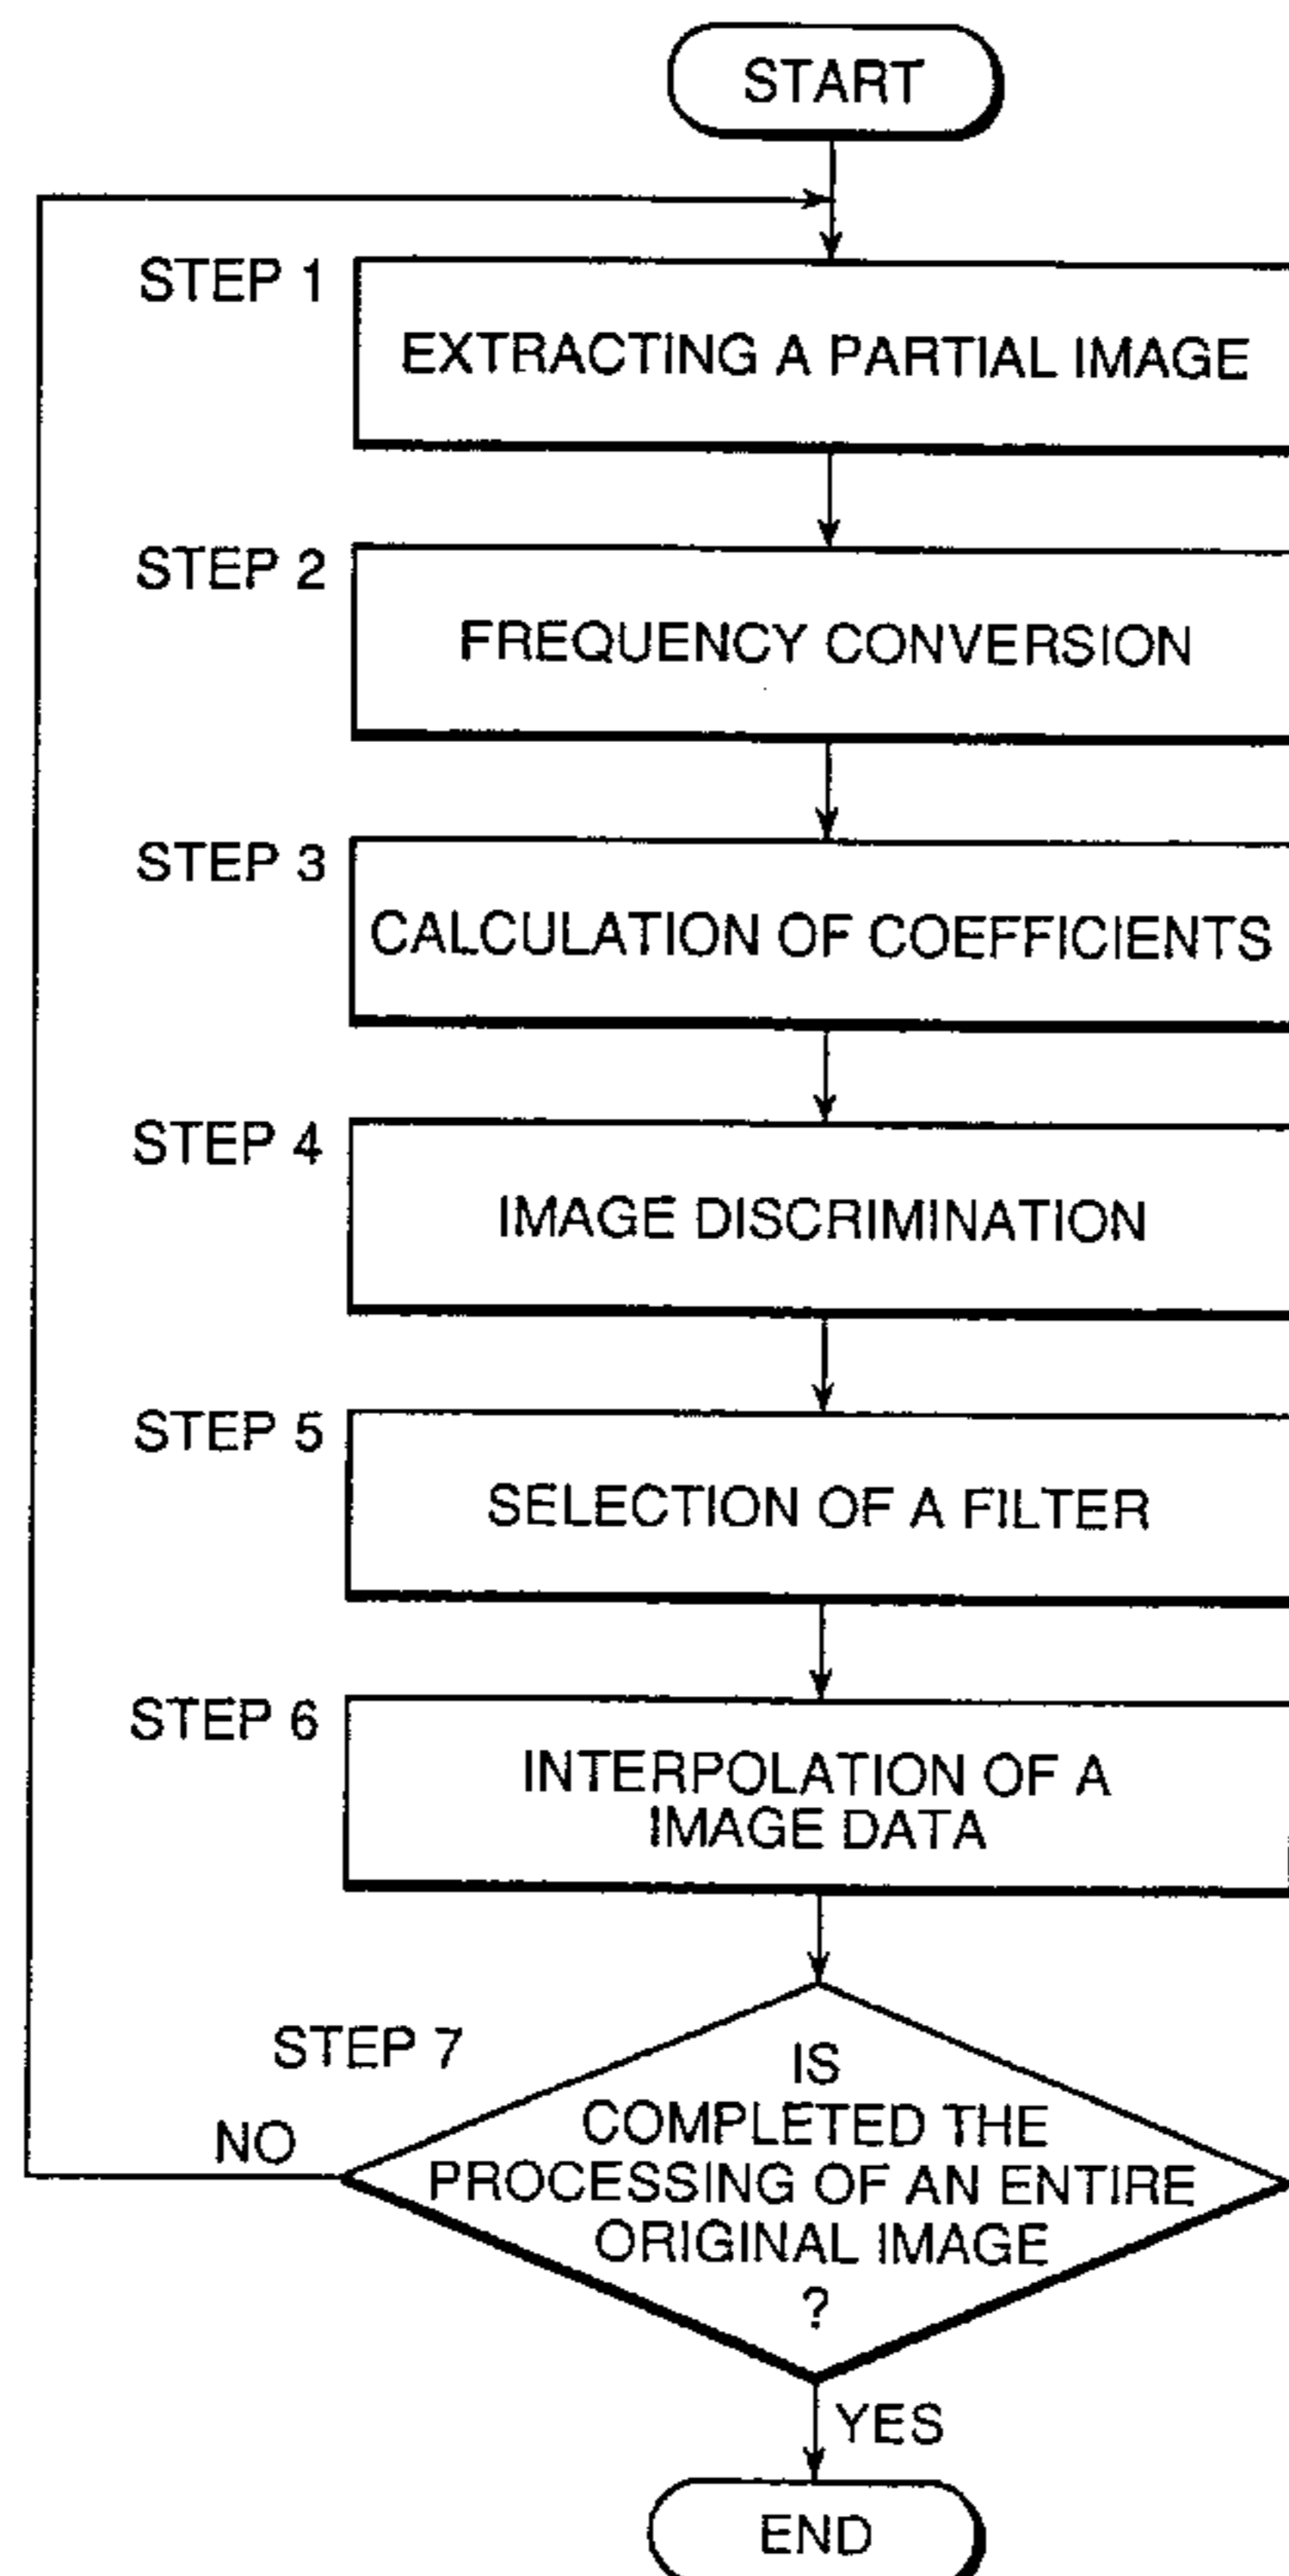 START
STEP 1
EXTRACTING A PARTIAL IMAGE
STEP 2
FREQUENCY CONVERSION
STEP 3
CALCULATION OF COEFFICIENTS
STEP 4
IMAGE DISCRIMINATION
STEP 5
SELECTION OF A FILTER
STEP 6
INTERPOLATION OF A
IMAGE DATA
STEP 7
IS
COMPLETED THE
PROCESSING OF AN ENTIRE
ORIGINAL IMAGE
?
NO
YES
END